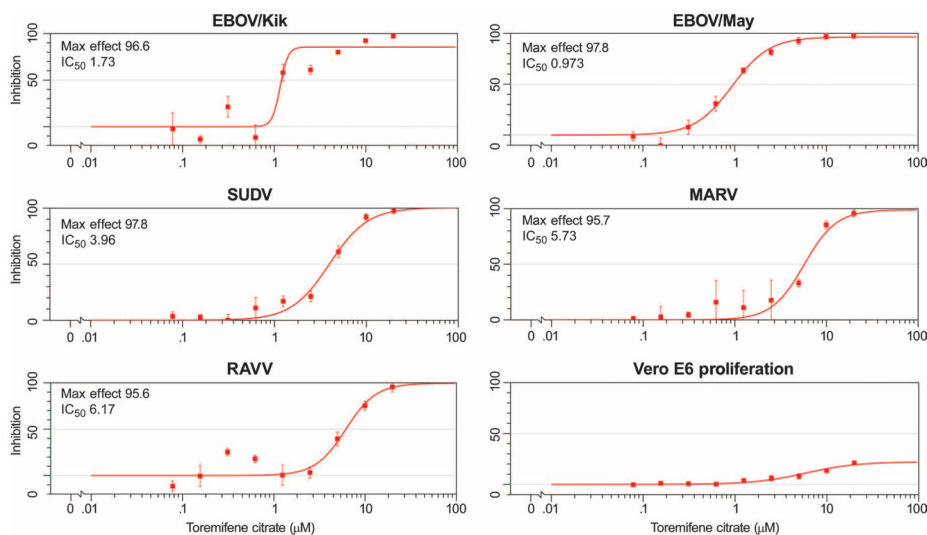 EBOV/Kik
Max effect 96.6
IC50 1.73
Inhibition
100
50
0
0 .01 .1 1 10 100
EBOV/May
Max effect 97.8
IC50 0.973
100
50
0
0 .01 .1 1 10 100
SUDV
Max effect 97.8
IC50 3.96
Inhibition
100
50
0
0 .01 .1 1 10 100
MARV
Max effect 95.7
IC50 5.73
100
50
0
0 .01 .1 1 10 100
RAVV
Max effect 95.6
IC50 6.17
Inhibition
100
50
0
0 .01 .1 1 10 100
Toremifene citrate (μM)
Vero E6 proliferation
100
50
0
0 .01 .1 1 10 100
Toremifene citrate (μM)